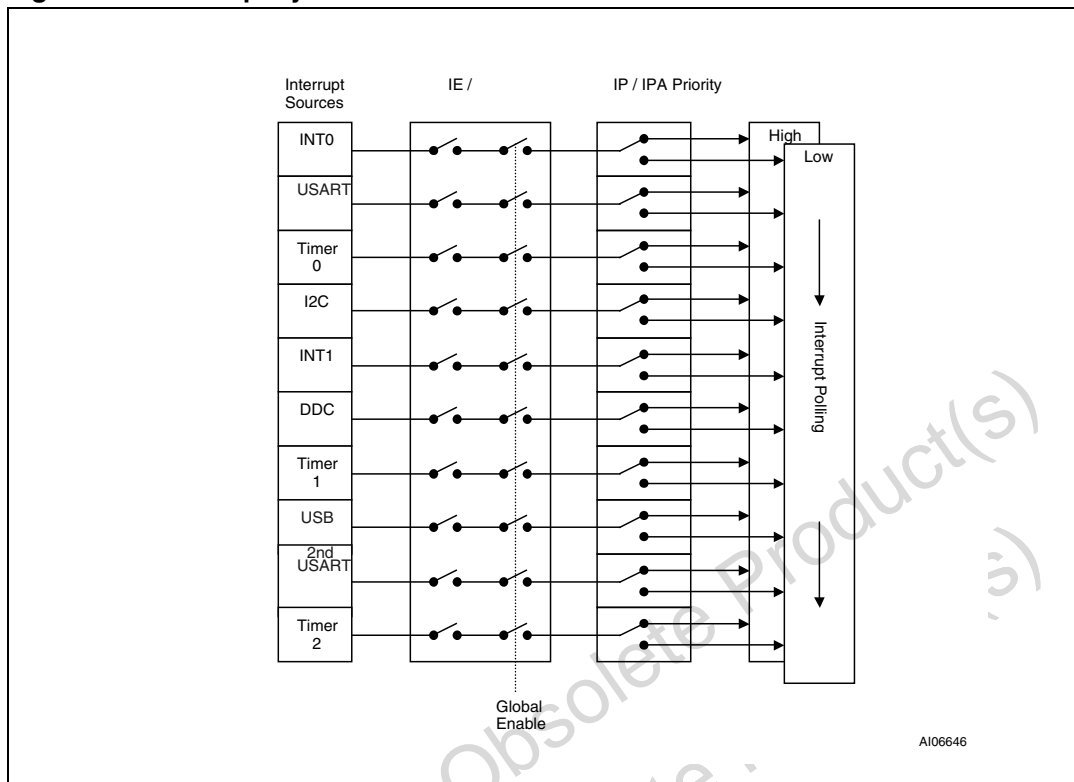 Interrupt
Sources
IE /
IP / IPA Priority
INT0
USART
Timer
0
I2C
INT1
DDC
Timer
1
USB
2nd
USART
Timer
2
High
Low
Interrupt Polling
Global
Enable
AI06646
Obsolete Product(s)